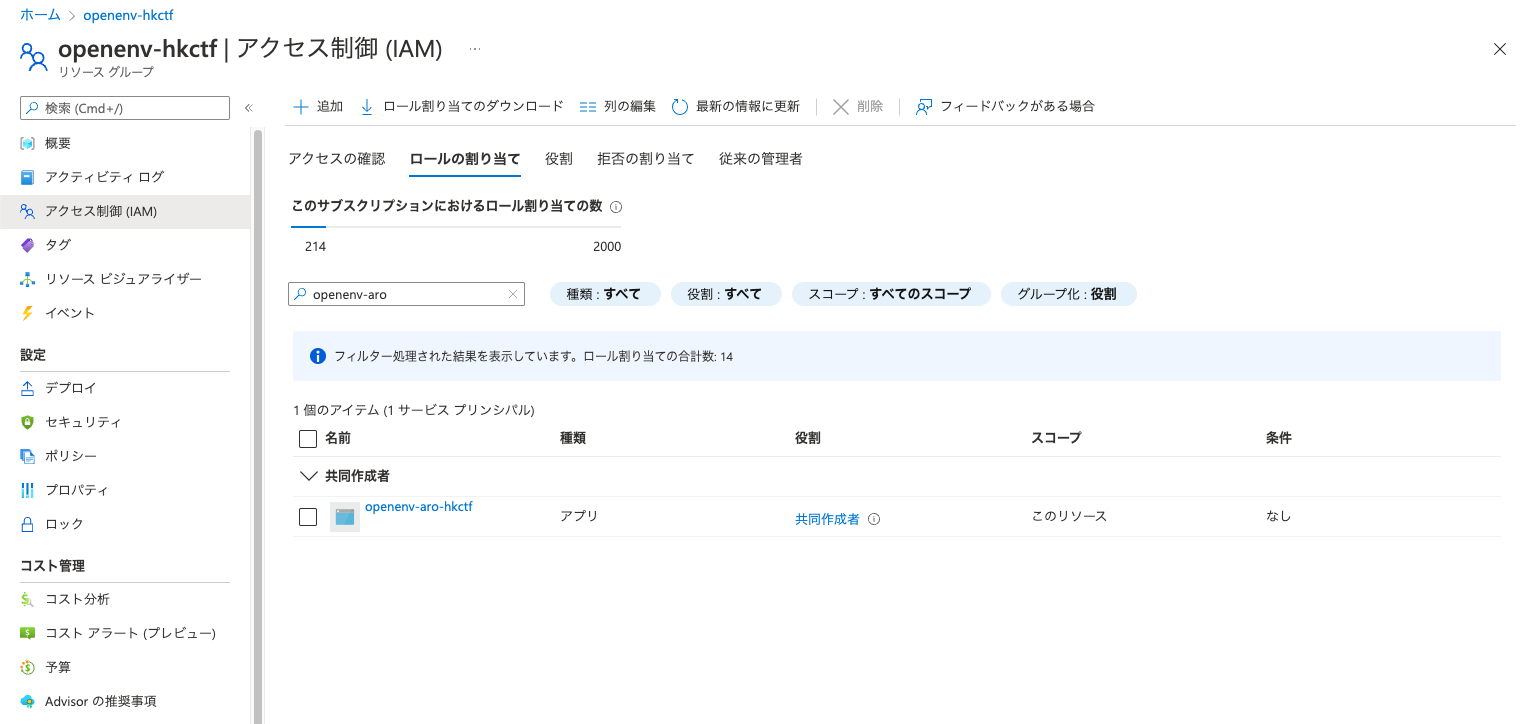 ホーム > openenv-hkctf
openenv-hkctf | アクセス制御 (IAM) ...
リソース グループ
検索 (Cmd+/)
概要
アクティビティ ログ
アクセス制御 (IAM)
タグ
リソース ビジュアライザー
イベント
設定
デプロイ
セキュリティ
ポリシー
プロパティ
ロック
コスト管理
コスト分析
コスト アラート (プレビュー)
予算
Advisor の推奨事項
追加 ロール割り当てのダウンロード 列の編集 最新の情報に更新 削除 フィードバックがある場合
アクセスの確認 ロールの割り当て 役割 拒否の割り当て 従来の管理者
このサブスクリプションにおけるロール割り当ての数
214 2000
openenv-aro 種類 : すべて 役割 : すべて スコープ : すべてのスコープ グループ化 : 役割
フィルター処理された結果を表示しています。ロール割り当ての合計数: 14
1 個のアイテム (1 サービス プリンシパル)
名前 種類 役割 スコープ 条件
共同作成者
openenv-aro-hkctf アプリ 共同作成者 このリソース なし